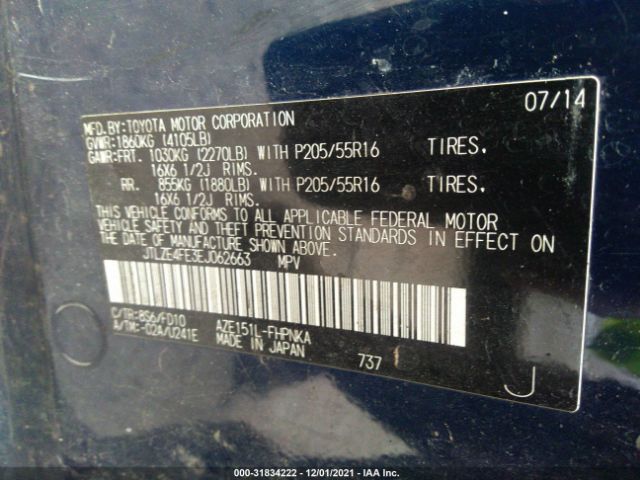 07/14
MFD.BY:TOYOTA MOTOR CORPORATION
GVWR:1860KG (4105LB)
GAWR:FRT. 1030KG (2270LB) WITH P205/55R16 TIRES,
16X6 1/2J RIMS.
RR. 855KG (1880LB) WITH P205/55R16 TIRES,
16X6 1/2J RIMS.
THIS VEHICLE CONFORMS TO ALL APPLICABLE FEDERAL MOTOR
VEHICLE SAFETY AND THEFT PREVENTION STANDARDS IN EFFECT ON
THE DATE OF MANUFACTURE SHOWN ABOVE.
JTLZE4FE3EJ062663 MPV
C/TR:8S6/FD10 AZE151L-FHPNKA
A/TM:-02A/U241E MADE IN JAPAN 737
J
000-31834222 - 12/01/2021 - IAA Inc.